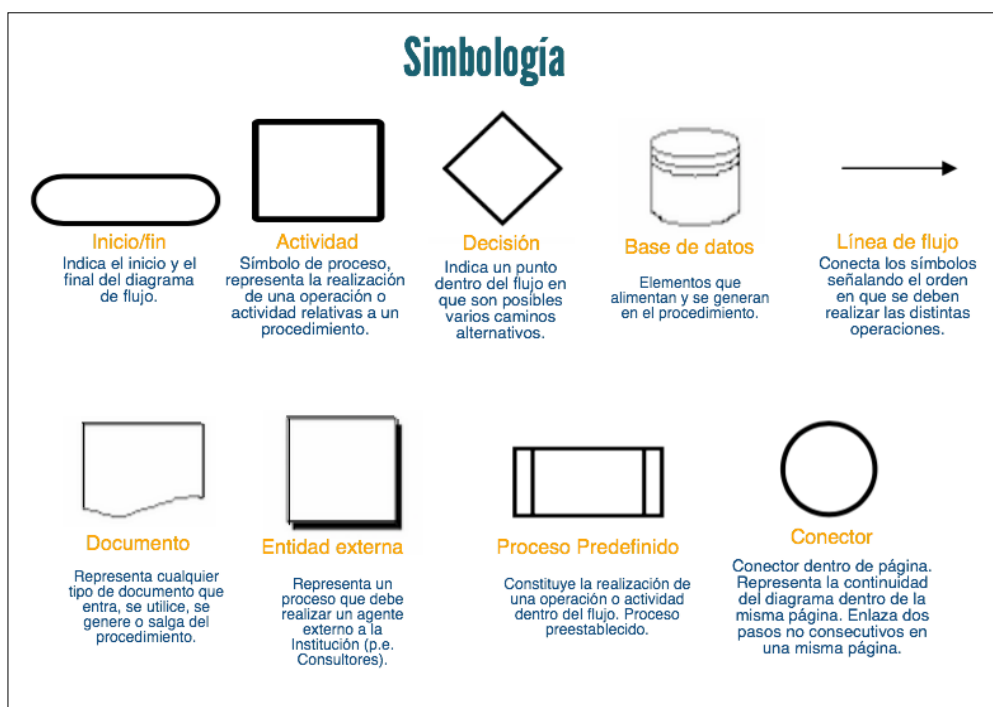 Simbología
Inicio/fin
Indica el inicio y el
final del diagrama
de flujo.
Actividad
Símbolo de proceso,
representa la realización
de una operación o
actividad relativas a un
procedimiento.
Decisión
Indica un punto
dentro del flujo en
que son posibles
varios caminos
alternativos.
Base de datos
Elementos que
alimentan y se generan
en el procedimiento.
Línea de flujo
Conecta los símbolos
señalando el orden
en que se deben
realizar las distintas
operaciones.
Documento
Representa cualquier
tipo de documento que
entra, se utilice, se
genere o salga del
procedimiento.
Entidad externa
Representa un
proceso que debe
realizar un agente
externo a la
Institución (p.e.
Consultores).
Proceso Predefinido
Constituye la realización de
una operación o actividad
dentro del flujo. Proceso
preestablecido.
Conector
Conector dentro de página.
Representa la continuidad
del diagrama dentro de la
misma página. Enlaza dos
pasos no consecutivos en
una misma página.